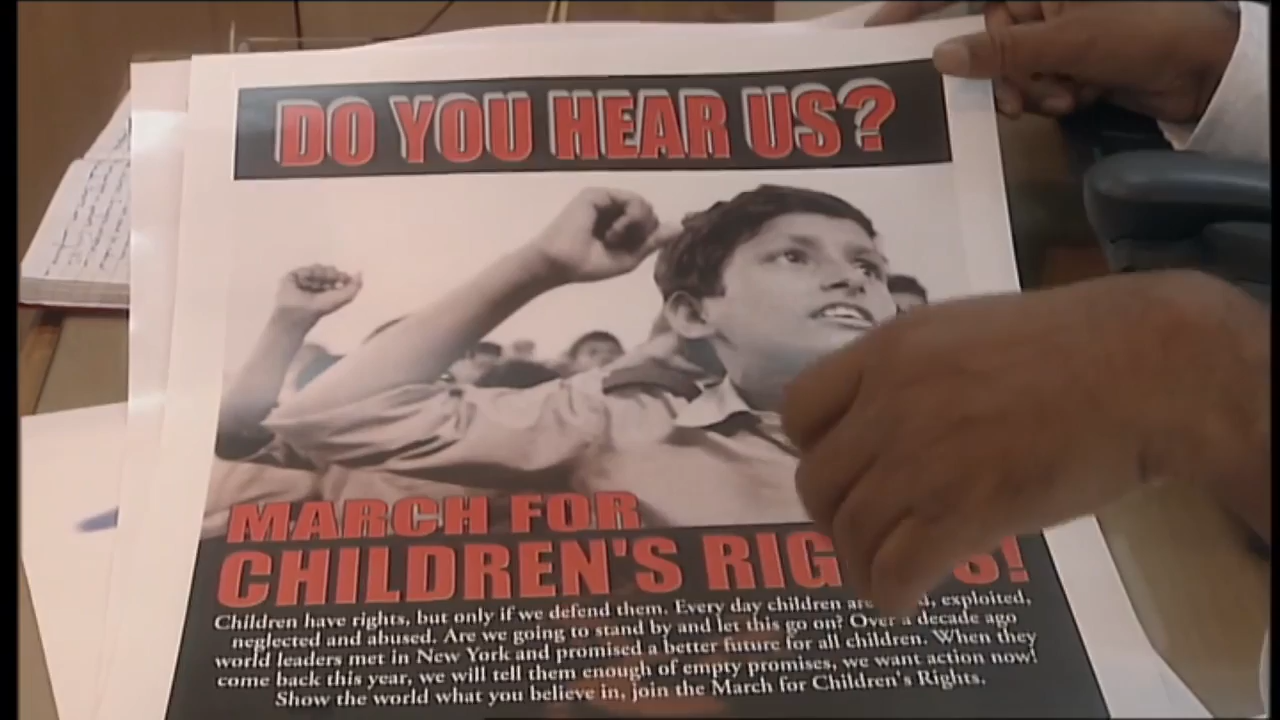 DO YOU HEAR US?
MARCH FOR
CHILDREN'S RIG S!
Children have rights, but only if we defend them. Every day children are d, exploited,
neglected and abused. Are we going to stand by and let this go on? Over a decade ago
world leaders met in New York and promised a better future for all children. When they
come back this year, we will tell them enough of empty promises, we want action now!
Show the world what you believe in, join the March for Children's Rights.